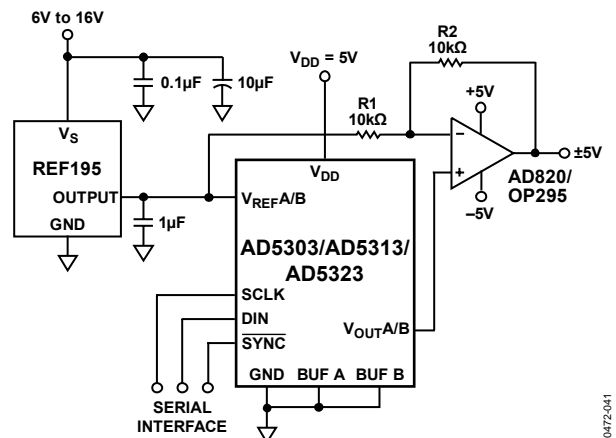 6V to 16V
0.1µF
10µF
VDD = 5V
R2
10kΩ
R1
10kΩ
+5V
–
+
±5V
–5V
AD820/
OP295
VS
REF195
OUTPUT
GND
1µF
VDD
VREFA/B
AD5303/AD5313/
AD5323
SCLK
DIN
SYNC
VOUTA/B
GND BUF A BUF B
SERIAL
INTERFACE
0472-041